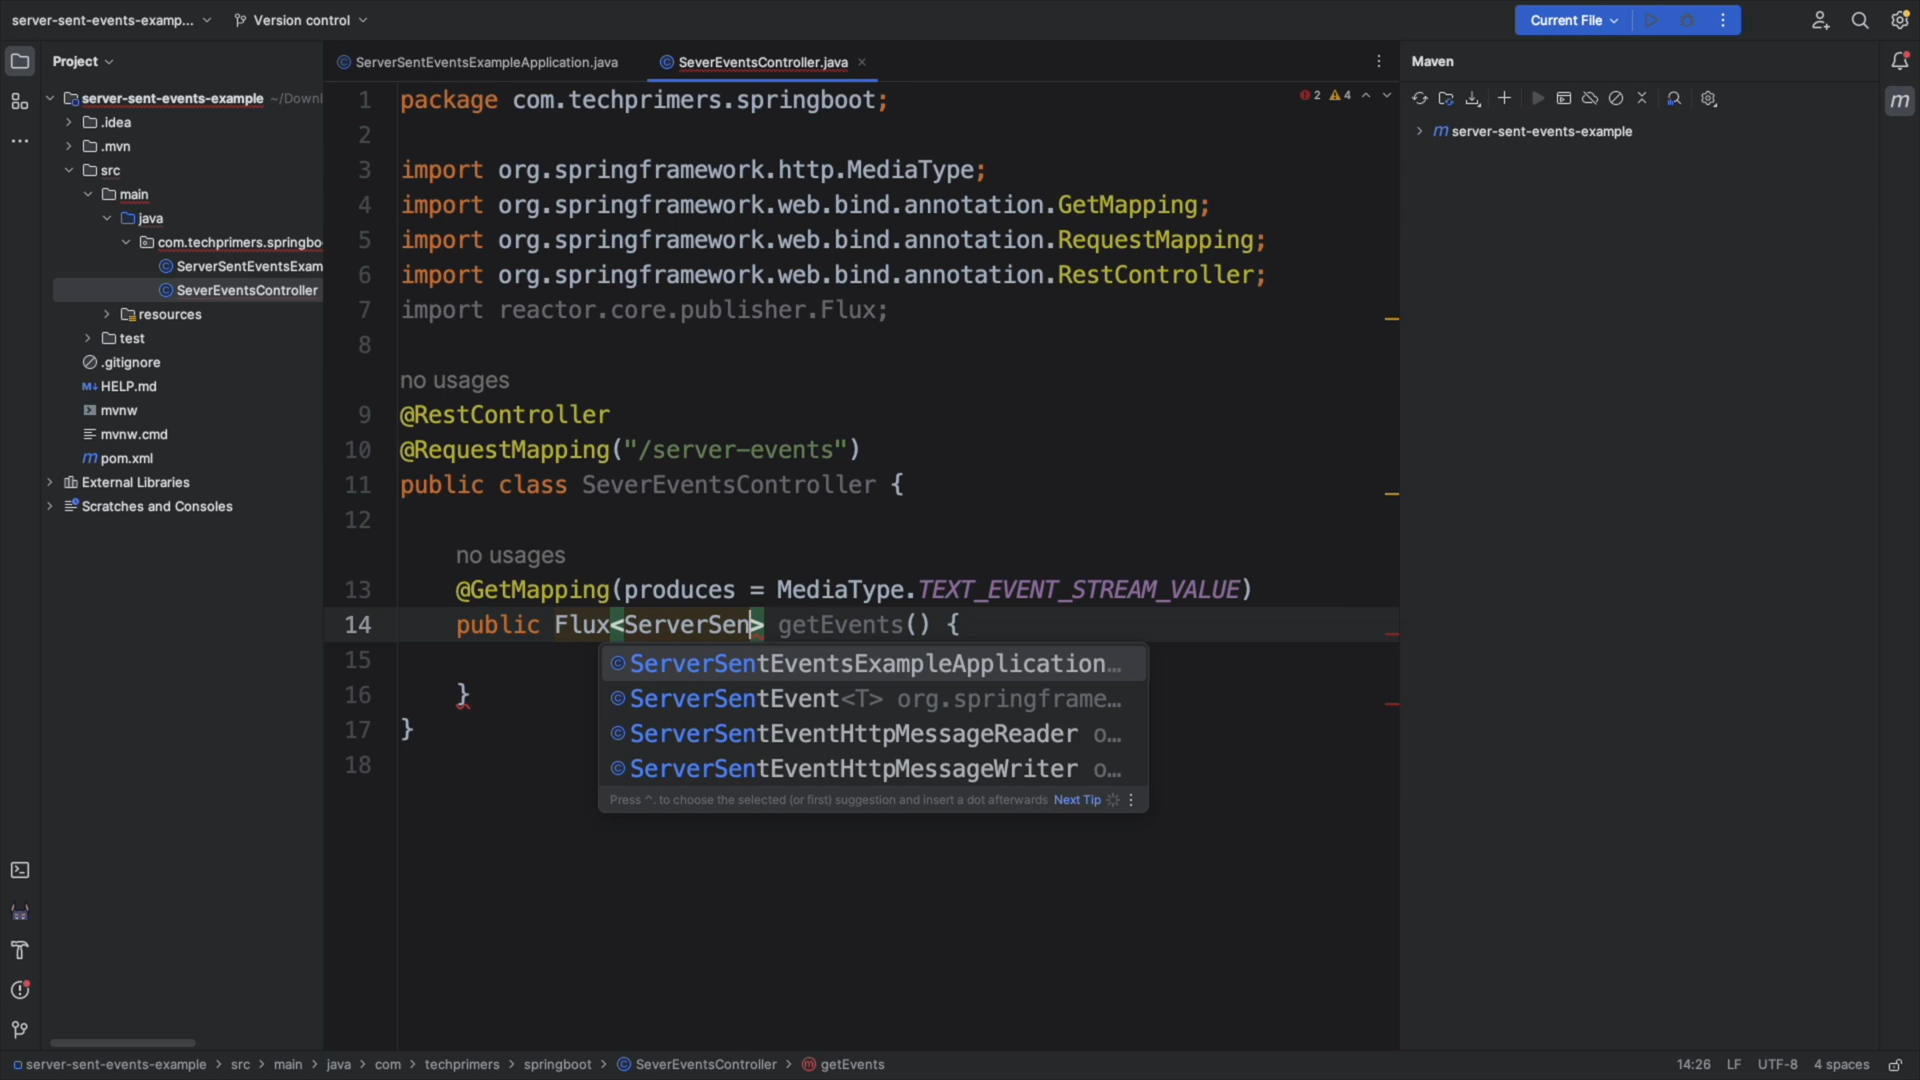 server-sent-events-examp...
Version control
Current File
Project
ServerSentEventsExampleApplication.java
SeverEventsController.java
Maven
server-sent-events-example ~/Downl
.idea
.mvn
src
main
java
com.techprimers.springbo
ServerSentEventsExam
SeverEventsController
resources
test
.gitignore
HELP.md
mvnw
mvnw.cmd
pom.xml
External Libraries
Scratches and Consoles
2 4
1 package com.techprimers.springboot;
2
3 import org.springframework.http.MediaType;
4 import org.springframework.web.bind.annotation.GetMapping;
5 import org.springframework.web.bind.annotation.RequestMapping;
6 import org.springframework.web.bind.annotation.RestController;
7 import reactor.core.publisher.Flux;
8
no usages
9 @RestController
10 @RequestMapping("/server-events")
11 public class SeverEventsController {
12
no usages
13 @GetMapping(produces = MediaType.TEXT_EVENT_STREAM_VALUE)
14 public Flux<ServerSen> getEvents() {
15
16 }
17 }
18
ServerSentEventsExampleApplication...
ServerSentEvent<T> org.springframe...
ServerSentEventHttpMessageReader o...
ServerSentEventHttpMessageWriter o...
Press ^. to choose the selected (or first) suggestion and insert a dot afterwards Next Tip
m server-sent-events-example
server-sent-events-example > src > main > java > com > techprimers > springboot > SeverEventsController > getEvents
14:26 LF UTF-8 4 spaces